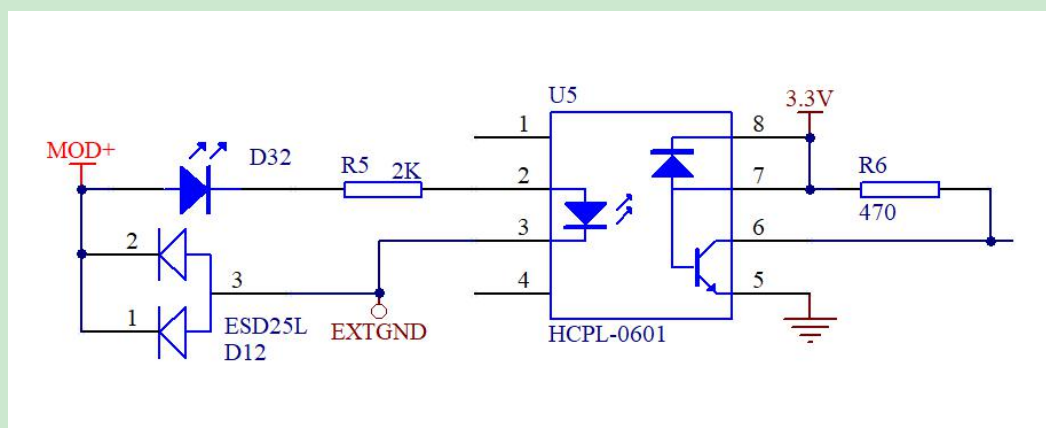 U5
3.3V
1
8
MOD+
D32
R5
2K
2
7
R6
470
3
6
2
3
4
5
1
ESD25L
D12
EXTGND
HCPL-0601